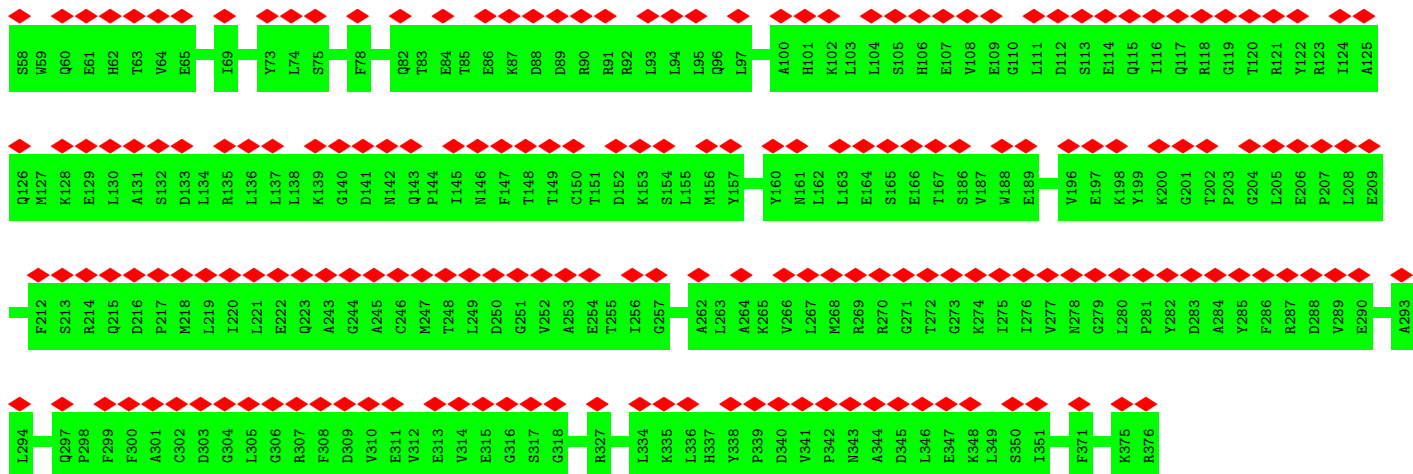 S58 W59 Q60 E61 H62 T63 V64 E65 I69 Y73 L74 S75 F78 Q82 T83 E84 T85 E86 K87 D88 D89 R90 R91 R92 L93 L94 L95 Q96 L97 A100 H101 K102 L103 L104 S105 H106 E107 V108 E109 G110 L111 D112 S113 E114 Q115 I116 Q117 R118 G119 T120 R121 Y122 R123 I124 A125
Q126 M127 K128 E129 L130 A131 S132 D133 L134 R135 L136 L137 L138 K139 G140 D141 N142 Q143 P144 I145 N146 F147 T148 T149 C150 T151 D152 K153 S154 L155 M156 Y157 Y160 N161 L162 L163 E164 S165 E166 T167 S186 V187 W188 E189 V196 E197 K198 Y199 K200 G201 T202 P203 G204 L205 E206 P207 L208 E209
F212 S213 R214 Q215 D216 P217 M218 L219 I220 L221 E222 Q223 A243 G244 A245 C246 M247 T248 L249 D250 G251 V252 A253 E254 T255 I256 G257 A262 L263 A264 K265 V266 L267 M268 R269 R270 G271 T272 G273 K274 I275 I276 V277 N278 G279 L280 P281 Y282 D283 A284 Y285 F286 R287 D288 V289 E290 A293
L294 Q297 P298 F299 F300 A301 C302 D303 G304 L305 G306 R307 F308 D309 V310 E311 V312 E313 V314 E315 G316 S317 G318 R327 L334 K335 L336 H337 Y338 P339 D340 V341 P342 N343 A344 D345 L346 E347 K348 L349 S350 I351 F371 K375 R376